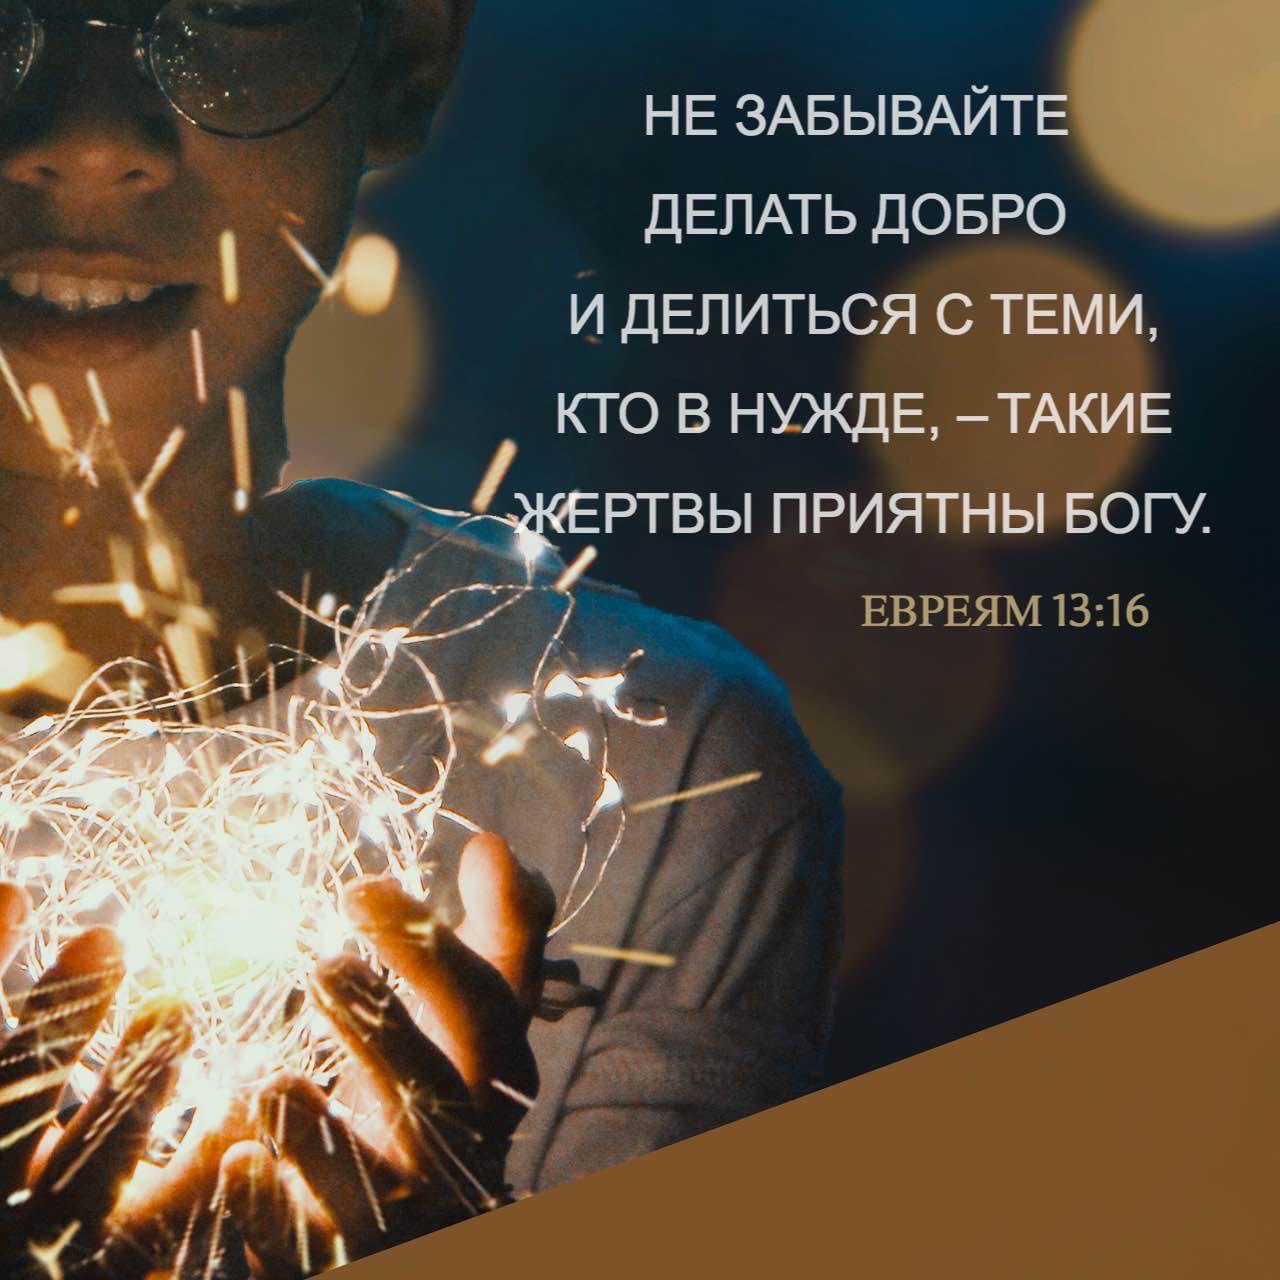 НЕ ЗАБЫВАЙТЕ
ДЕЛАТЬ ДОБРО
И ДЕЛИТЬСЯ С ТЕМИ,
КТО В НУЖДЕ, – ТАКИЕ
ЖЕРТВЫ ПРИЯТНЫ БОГУ.
ЕВРЕЯМ 13:16